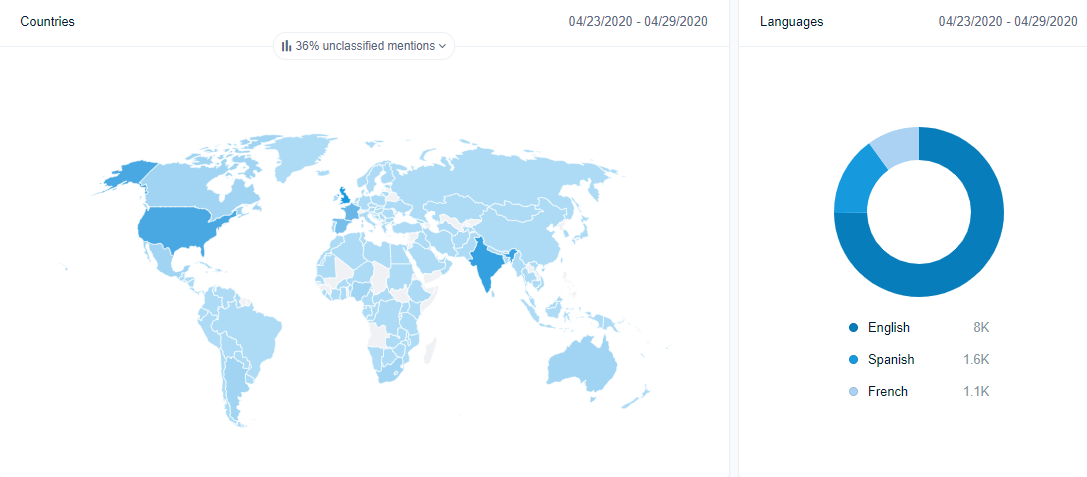 Countries
04/23/2020 - 04/29/2020
36% unclassified mentions
Languages
04/23/2020 - 04/29/2020
English 8K
Spanish 1.6K
French 1.1K